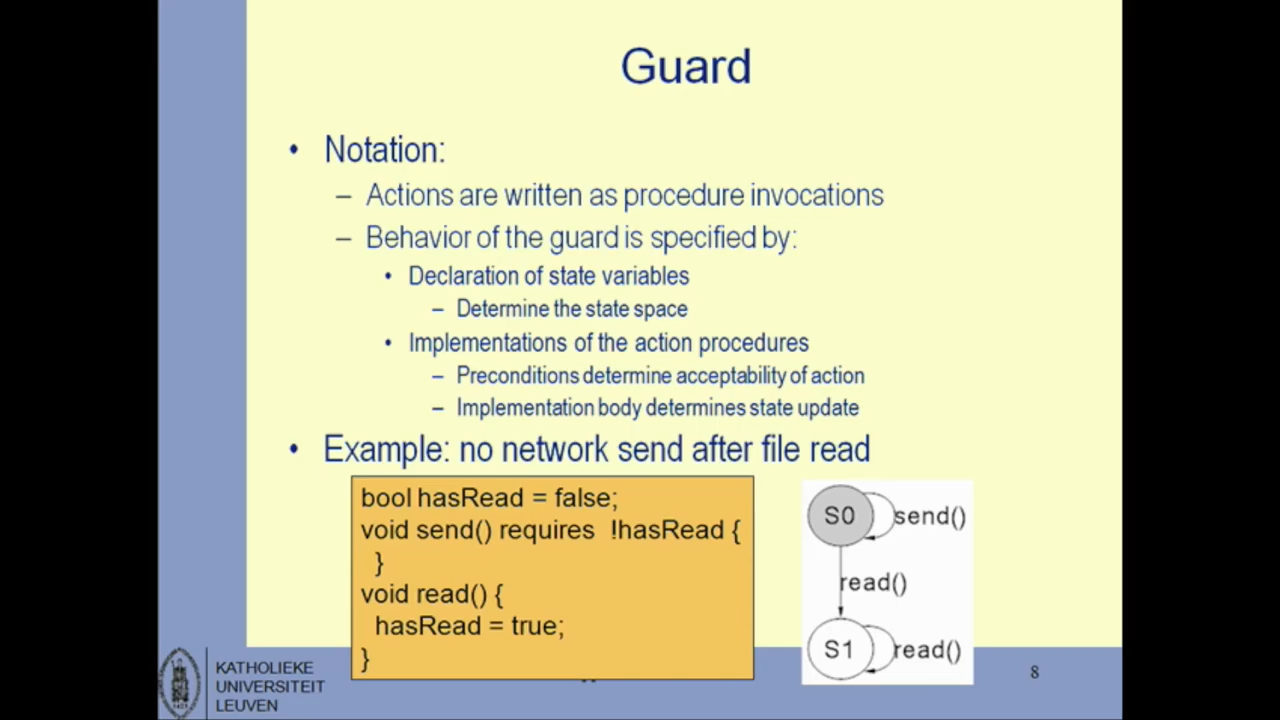 Guard
• Notation:
– Actions are written as procedure invocations
– Behavior of the guard is specified by:
• Declaration of state variables
– Determine the state space
• Implementations of the action procedures
– Preconditions determine acceptability of action
– Implementation body determines state update
• Example: no network send after file read
bool hasRead = false;
void send() requires !hasRead {
}
void read() {
hasRead = true;
}
S0
send()
read()
S1
read()
KATHOLIEKE
UNIVERSITEIT
LEUVEN
8